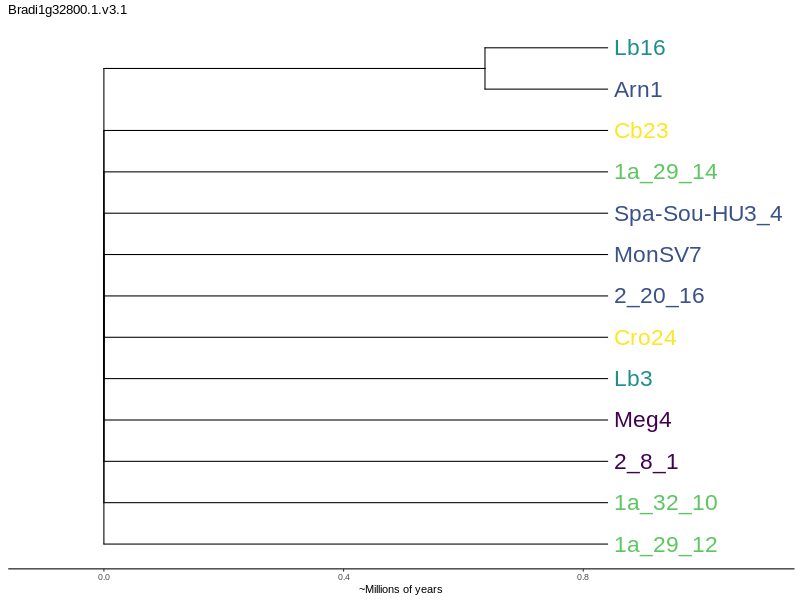 Bradi1g32800.1.v3.1
Lb16
Arn1
Cb23
1a_29_14
Spa-Sou-HU3_4
MonSV7
2_20_16
Cro24
Lb3
Meg4
2_8_1
1a_32_10
1a_29_12
0.0 0.4 0.8
~Millions of years